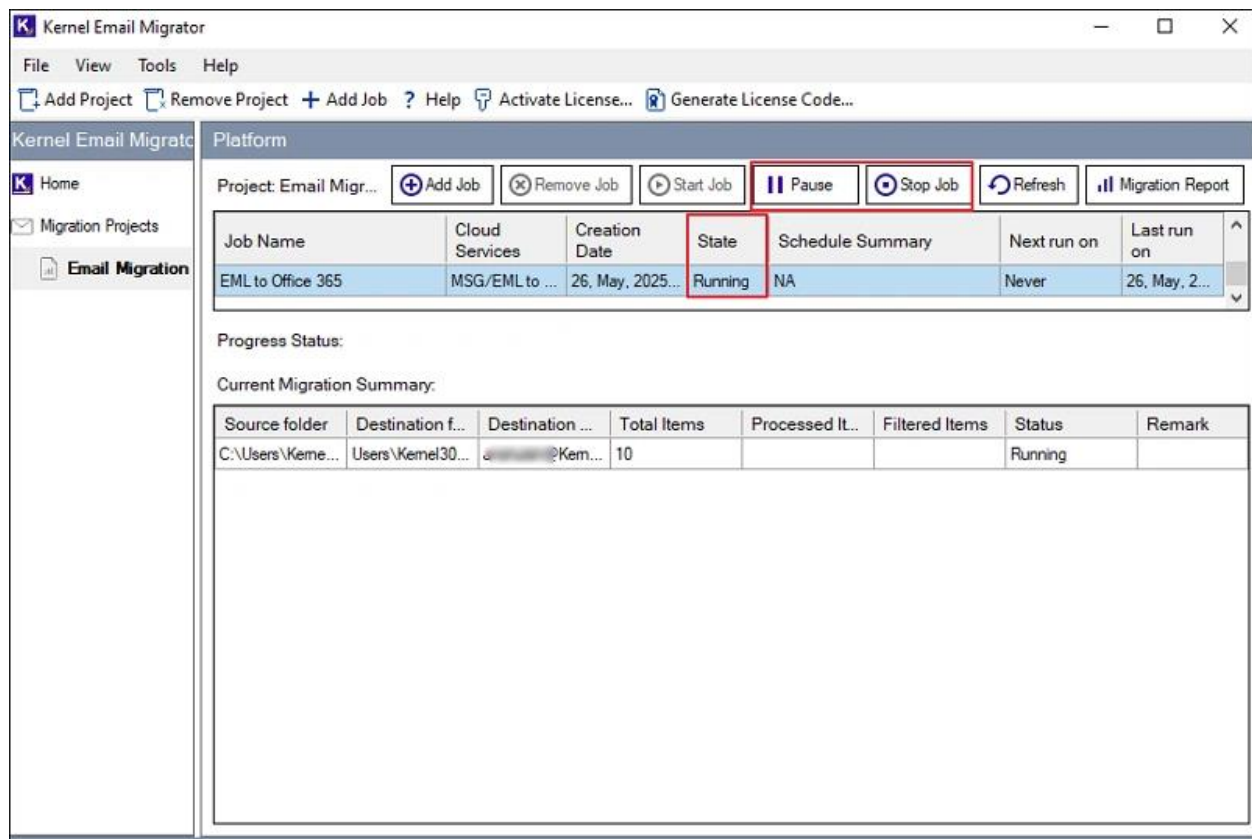 Kernel Email Migrator
File View Tools Help
Add Project Remove Project Add Job ? Help Activate License... Generate License Code...
Kernel Email Migratc
Platform
Home
Migration Projects
Email Migration
Project: Email Migr... Add Job Remove Job Start Job Pause Stop Job Refresh Migration Report
Job Name Cloud Services Creation Date State Schedule Summary Next run on Last run on
EML to Office 365 MSG/EML to ... 26, May, 2025... Running NA Never 26, May, 2...
Progress Status:
Current Migration Summary:
Source folder Destination f... Destination ... Total Items Processed It... Filtered Items Status Remark
C:\Users\Kerne... Users\Kernel30... @Kern... 10 Running